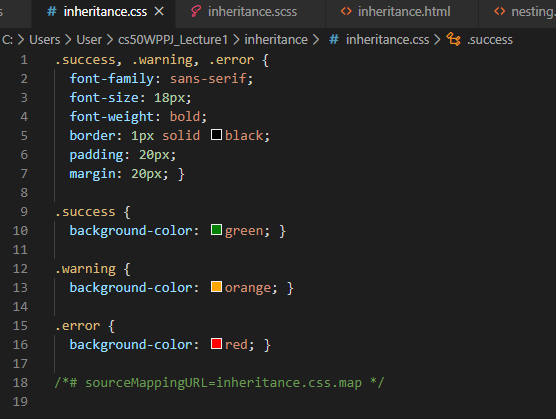 s
inheritance.css
inheritance.scss
inheritance.html
nesting.
C: > Users > User > cs50WPPJ_Lecture1 > inheritance > # inheritance.css > .success
1 .success, .warning, .error {
2 font-family: sans-serif;
3 font-size: 18px;
4 font-weight: bold;
5 border: 1px solid black;
6 padding: 20px;
7 margin: 20px; }
8
9 .success {
10 background-color: green; }
11
12 .warning {
13 background-color: orange; }
14
15 .error {
16 background-color: red; }
17
18 /*# sourceMappingURL=inheritance.css.map */
19